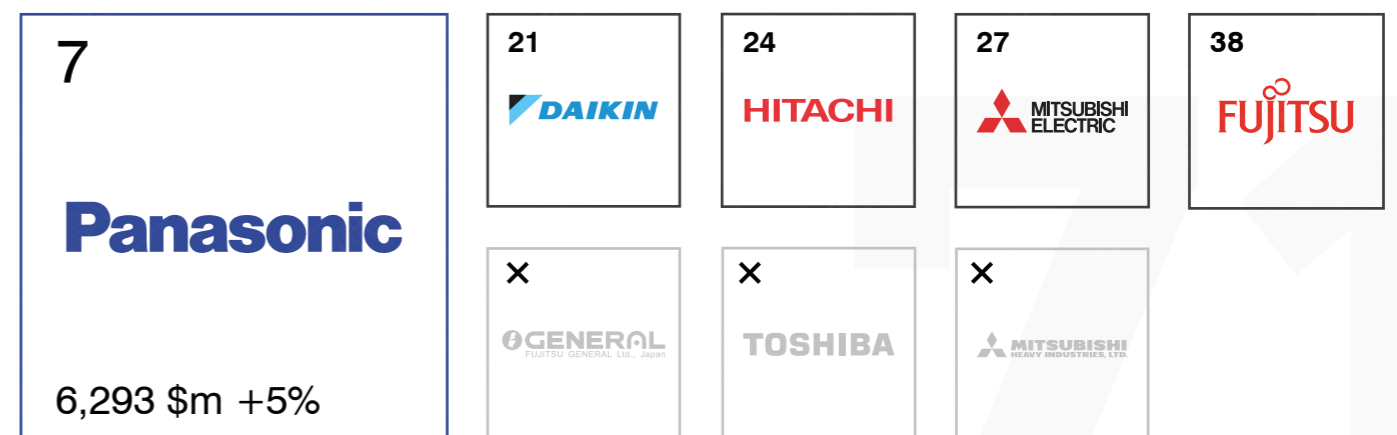 7
Panasonic
6,293 $m +5%
21
DAIKIN
24
HITACHI
27
MITSUBISHI
ELECTRIC
38
FUJITSU
×
GENERAL
FUJITSU GENERAL Ltd., Japan
×
TOSHIBA
×
MITSUBISHI
HEAVY INDUSTRIES, LTD.